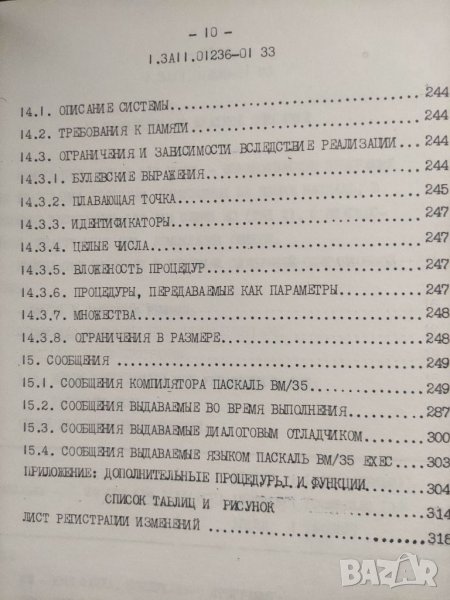 - 10 -
1.ЗА11.01236-01 33
14.1. ОПИСАНИЕ СИСТЕМЫ 244
14.2. ТРЕБОВАНИЯ К ПАМЯТИ 244
14.3. ОГРАНИЧЕНИЯ И ЗАВИСИМОСТИ ВСЛЕДСТВИЕ РЕАЛИЗАЦИИ 244
14.3.1. БУЛЕВСКИЕ ВЫРАЖЕНИЯ 244
14.3.2. ПЛАВАЮЩАЯ ТОЧКА 245
14.3.3. ИДЕНТИФИКАТОРЫ 247
14.3.4. ЦЕЛЫЕ ЧИСЛА 247
14.3.5. ВЛОЖЕНОСТЬ ПРОЦЕДУР 247
14.3.6. ПРОЦЕДУРЫ, ПЕРЕДАВАЕМЫЕ КАК ПАРАМЕТРЫ 247
14.3.7. МНОЖЕСТВА 248
14.3.8. ОГРАНИЧЕНИЯ В РАЗМЕРЕ 248
15. СООБЩЕНИЯ 249
15.1. СООБЩЕНИЯ КОМПИЛЯТОРА ПАСКАЛЬ ВМ/35 249
15.2. СООБЩЕНИЯ ВЫДАВАЕМЫЕ ВО ВРЕМЯ ВЫПОЛНЕНИЯ 287
15.3. СООБЩЕНИЯ ВЫДАВАЕМЫЕ ДИАЛОГОВЫМ ОТЛАДЧИКОМ 300
15.4. СООБЩЕНИЯ ВЫДАВАЕМЫЕ ЯЗЫКОМ ПАСКАЛЬ ВМ/35 EXEC 303
ПРИЛОЖЕНИЕ: ДОПОЛНИТЕЛЬНЫЕ ПРОЦЕДУРЫ И ФУНКЦИИ 304
СПИСОК ТАБЛИЦ И РИСУНОК 314
ЛИСТ РЕГИСТРАЦИИ ИЗМЕНЕНИЙ 318
BAZAR